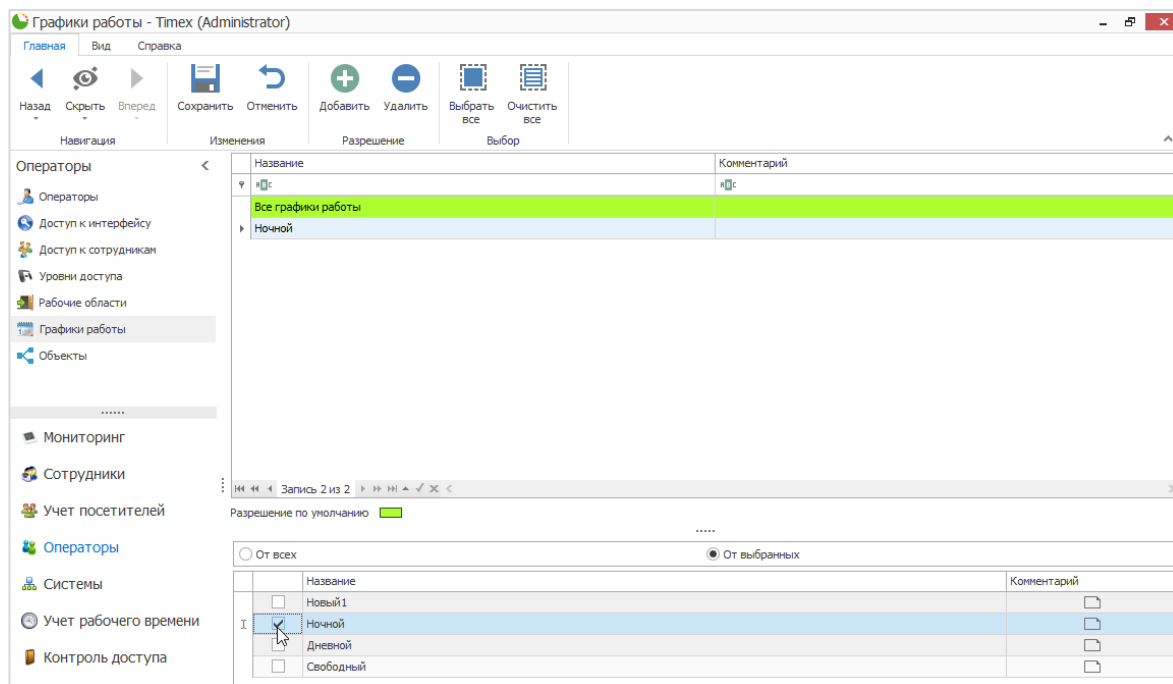 Графики работы - Timex (Administrator)
Главная Вид Справка
Назад Скрыть Вперед Сохранить Отменить Добавить Удалить Выбрать все Очистить все
Навигация Изменения Разрешение Выбор
Операторы
Операторы
Доступ к интерфейсу
Доступ к сотрудникам
Уровни доступа
Рабочие области
Графики работы
Объекты
Мониторинг
Сотрудники
Учет посетителей
Операторы
Системы
Учет рабочего времени
Контроль доступа
Название Комментарий
Все графики работы
Ночной
Запись 2 из 2
Разрешение по умолчанию
От всех От выбранных
Название Комментарий
Новый1
Ночной
Дневной
Свободный